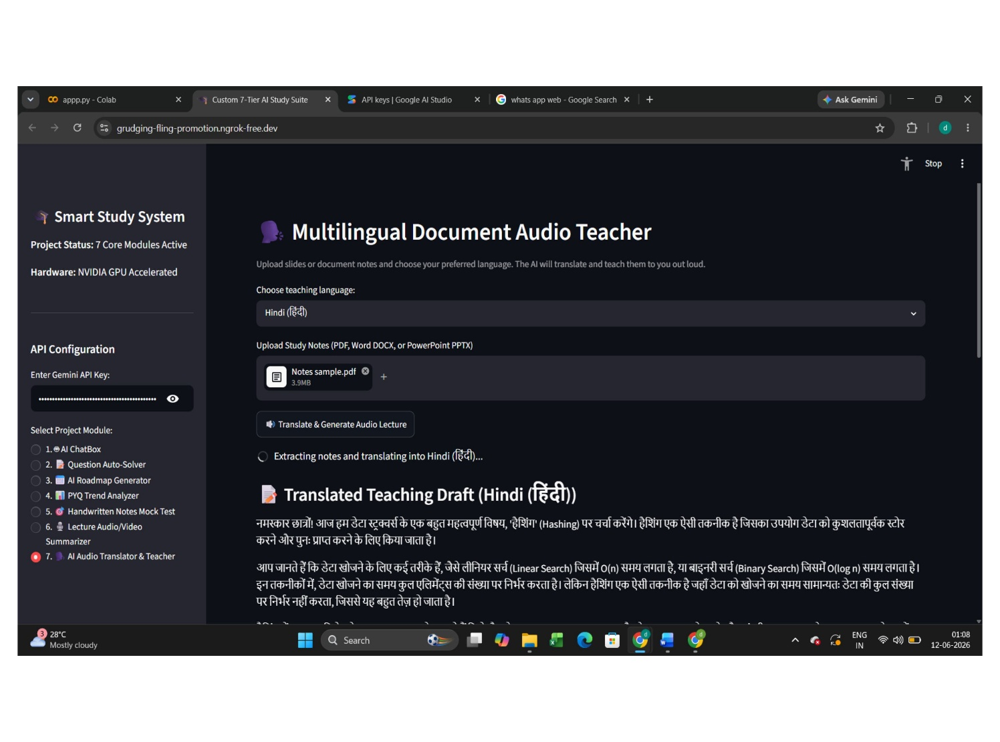 appp.py - Colab
Custom 7-Tier AI Study Suite
API keys | Google AI Studio
whats app web - Google Search
Ask Gemini
grudging-fling-promotion.ngrok-free.dev
d
Stop
Smart Study System
Project Status: 7 Core Modules Active
Hardware: NVIDIA GPU Accelerated
API Configuration
Enter Gemini API Key:
Select Project Module:
1. AI ChatBox
2. Question Auto-Solver
3. AI Roadmap Generator
4. PYQ Trend Analyzer
5. Handwritten Notes Mock Test
6. Lecture Audio/Video
Summarizer
7. AI Audio Translator & Teacher
Multilingual Document Audio Teacher
Upload slides or document notes and choose your preferred language. The AI will translate and teach them to you out loud.
Choose teaching language:
Hindi (हिंदी)
Upload Study Notes (PDF, Word DOCX, or PowerPoint PPTX)
Notes sample.pdf
3.9MB
Translate & Generate Audio Lecture
Extracting notes and translating into Hindi (हिंदी)...
Translated Teaching Draft (Hindi (हिंदी))
नमस्कार छात्रों! आज हम डेटा स्ट्रक्चर्स के एक बहुत महत्वपूर्ण विषय, 'हैशिंग' (Hashing) पर चर्चा करेंगे। हैशिंग एक ऐसी तकनीक है जिसका उपयोग डेटा को कुशलतापूर्वक स्टोर
करने और पुनः प्राप्त करने के लिए किया जाता है।
आप जानते हैं कि डेटा खोजने के लिए कई तरीके हैं, जैसे लीनियर सर्च (Linear Search) जिसमें O(n) समय लगता है, या बाइनरी सर्च (Binary Search) जिसमें O(log n) समय लगता है।
इन तकनीकों में, डेटा खोजने का समय कुल एलिमेंट्स की संख्या पर निर्भर करता है। लेकिन हैशिंग एक ऐसी तकनीक है जहाँ डेटा को खोजने का समय सामान्यतः डेटा की कुल संख्या
पर निर्भर नहीं करता, जिससे यह बहुत तेज़ हो जाता है।
3
28°C
Mostly cloudy
Search
ENG
IN
01:08
12-06-2026